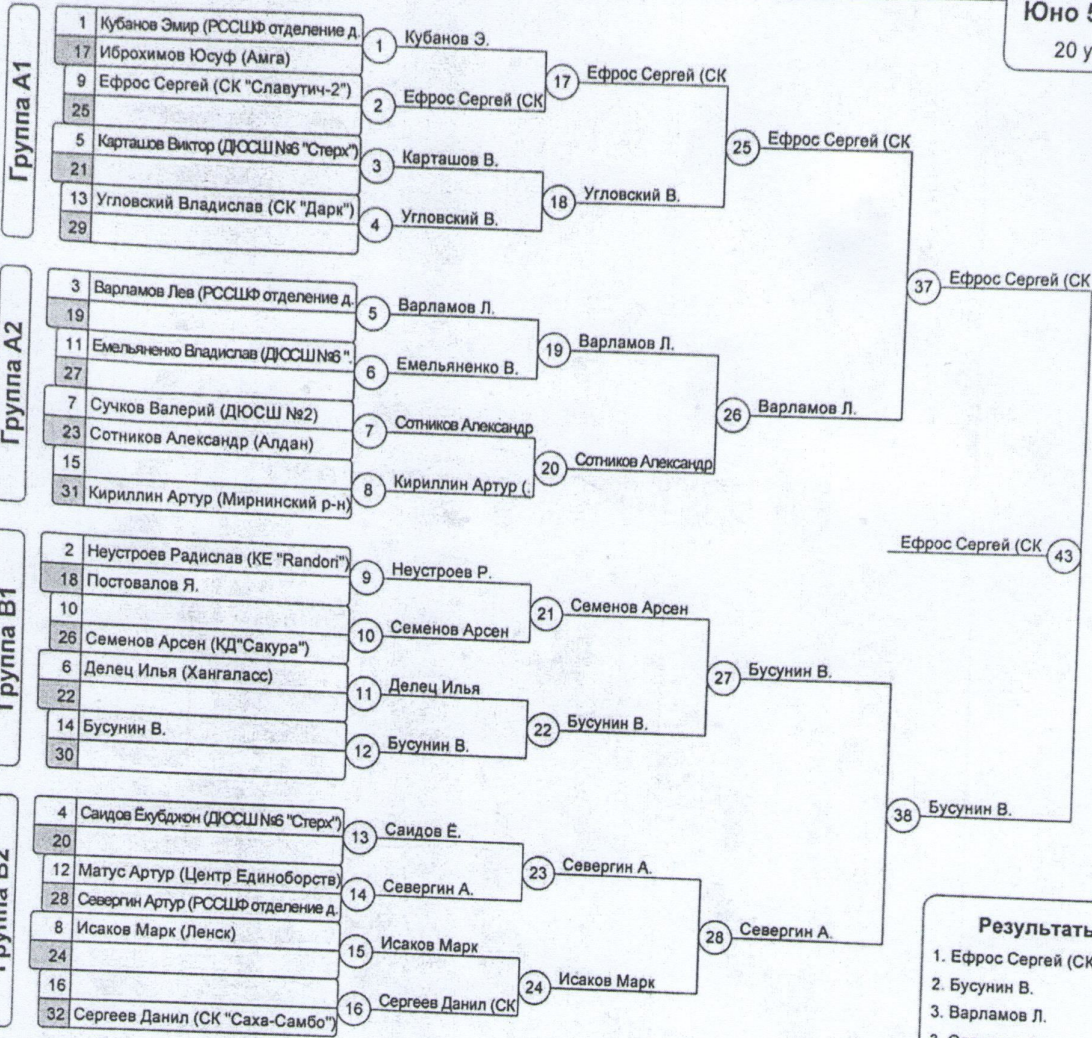 Юно 5
20 у
Группа А1
1 Кубанов Эмир (РССШФ отделение д.
17 Иброхимов Юсуф (Амга)
9 Ефрос Сергей (СК "Славутич-2")
25
5 Карташов Виктор (ДЮСШ №6 "Стерх")
21
13 Угловский Владислав (СК "Дарк")
29
1 Кубанов Э.
2 Ефрос Сергей (СК
3 Карташов В.
4 Угловский В.
17 Ефрос Сергей (СК
18 Угловский В.
25 Ефрос Сергей (СК
Группа А2
3 Варламов Лев (РССШФ отделение д.
19
11 Емельяненко Владислав (ДЮСШ №6 ".
27
7 Сучков Валерий (ДЮСШ №2)
23 Сотников Александр (Алдан)
15
31 Кириллин Артур (Мирнинский р-н)
5 Варламов Л.
6 Емельяненко В.
7 Сотников Александр
8 Кириллин Артур (.
19 Варламов Л.
20 Сотников Александр
26 Варламов Л.
37 Ефрос Сергей (СК
Группа В1
2 Неустроев Радислав (КЕ "Randori")
18 Постовалов Я.
10
26 Семенов Арсен (КД"Сакура")
6 Делец Илья (Хангаласс)
22
14 Бусунин В.
30
9 Неустроев Р.
10 Семенов Арсен
11 Делец Илья
12 Бусунин В.
21 Семенов Арсен
22 Бусунин В.
27 Бусунин В.
Ефрос Сергей (СК 43
Группа В2
4 Саидов Ёкубджон (ДЮСШ №6 "Стерх")
20
12 Матус Артур (Центр Единоборств)
28 Севергин Артур (РССШФ отделение д.
8 Исаков Марк (Ленск)
24
16
32 Сергеев Данил (СК "Саха-Самбо")
13 Саидов Ё.
14 Севергин А.
15 Исаков Марк
16 Сергеев Данил (СК
23 Севергин А.
24 Исаков Марк
28 Севергин А.
38 Бусунин В.
Результаты
1. Ефрос Сергей (СК
2. Бусунин В.
3. Варламов Л.